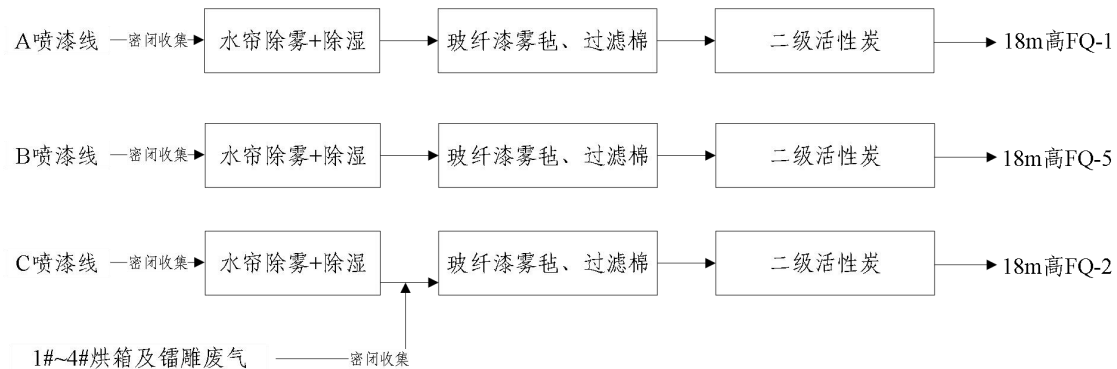 A喷漆线 密闭收集 水帘除雾+除湿 玻纤漆雾毡、过滤棉 二级活性炭 18m高FQ-1
B喷漆线 密闭收集 水帘除雾+除湿 玻纤漆雾毡、过滤棉 二级活性炭 18m高FQ-5
C喷漆线 密闭收集 水帘除雾+除湿 玻纤漆雾毡、过滤棉 二级活性炭 18m高FQ-2
1#~4#烘箱及镭雕废气 密闭收集